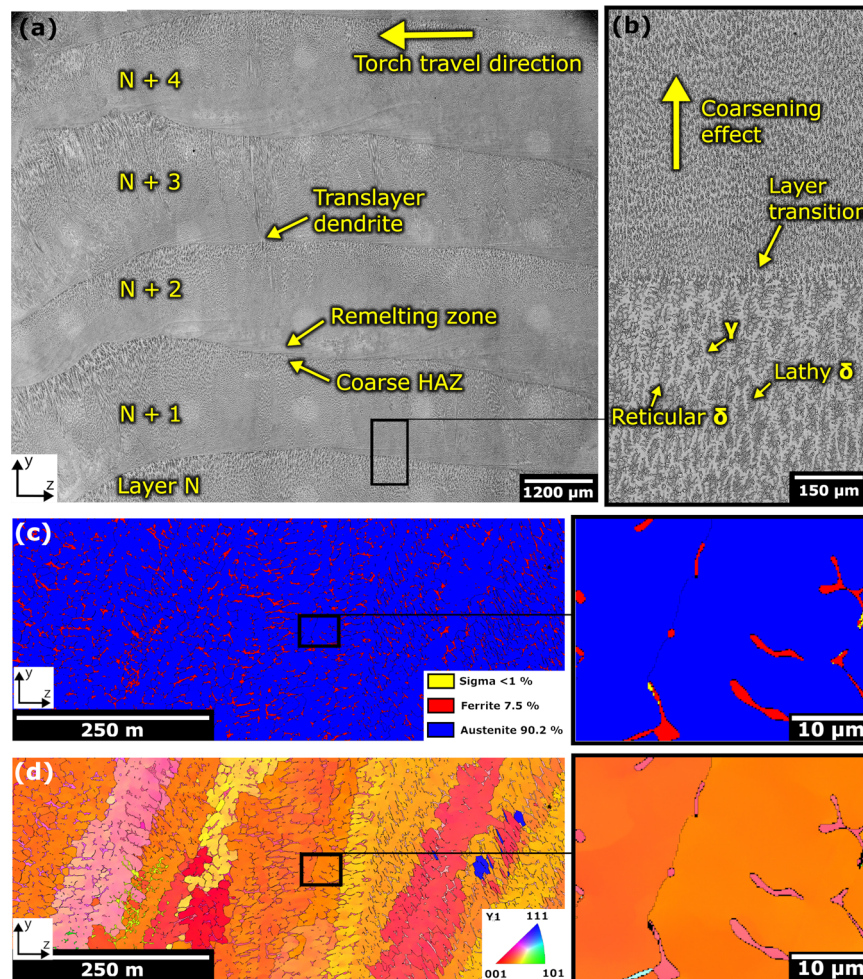 (a)
Torch travel direction
N + 4
N + 3
Translayer
dendrite
N + 2
Remelting zone
Coarse HAZ
N + 1
Layer N
y
z
1200 µm
(b)
Coarsening
effect
Layer
transition
γ
Lathy δ
Reticular δ
150 µm
(c)
y
z
250 m
Sigma <1 %
Ferrite 7.5 %
Austenite 90.2 %
10 µm
(d)
y
z
250 m
Y1 111
001 101
10 µm